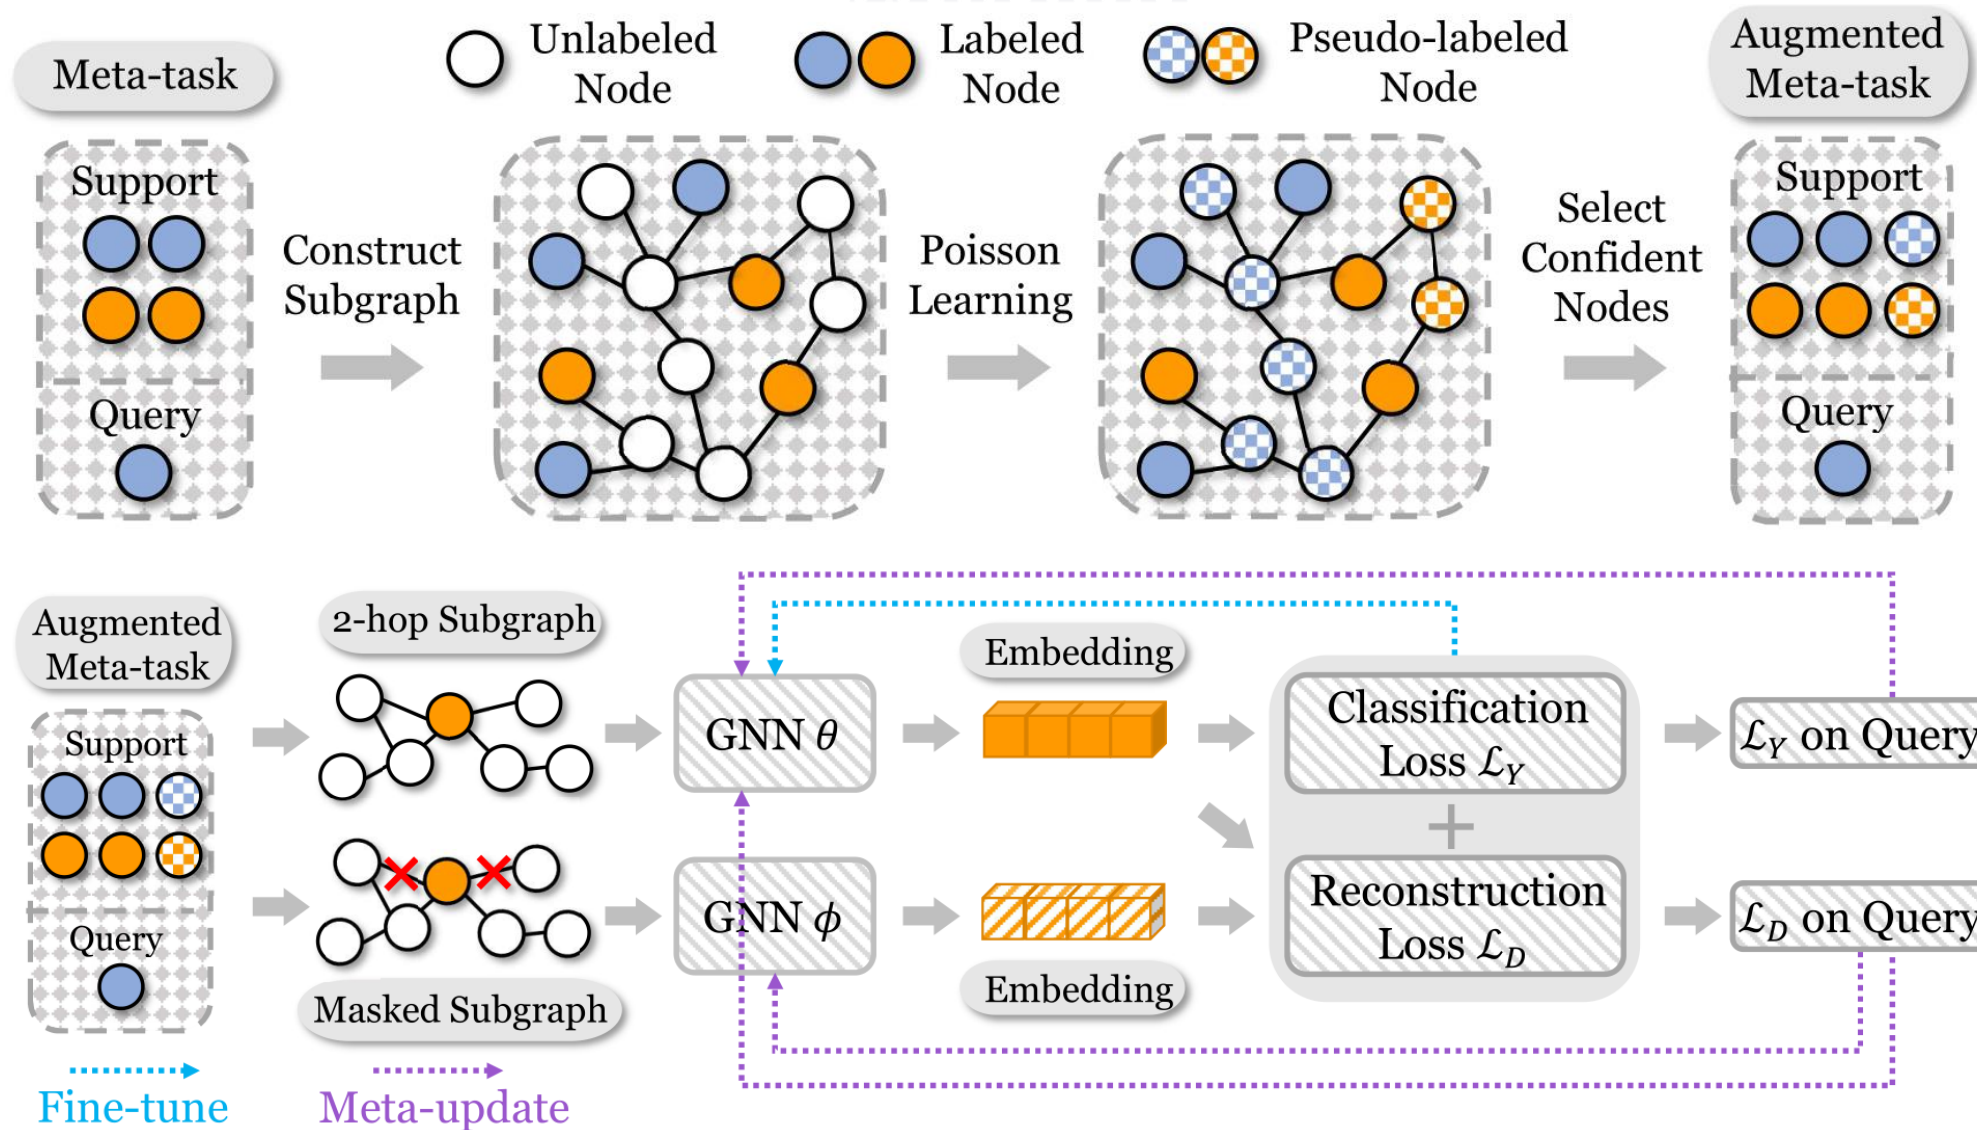 Meta-task
Unlabeled
Node
Labeled
Node
Pseudo-labeled
Node
Augmented
Meta-task
Support
Query
Construct
Subgraph
Poisson
Learning
Select
Confident
Nodes
Support
Query
Augmented
Meta-task
Support
Query
2-hop Subgraph
Masked Subgraph
GNN θ
GNN ϕ
Embedding
Embedding
Classification
Loss ℒ_Y
+
Reconstruction
Loss ℒ_D
ℒ_Y on Query
ℒ_D on Query
Fine-tune
Meta-update